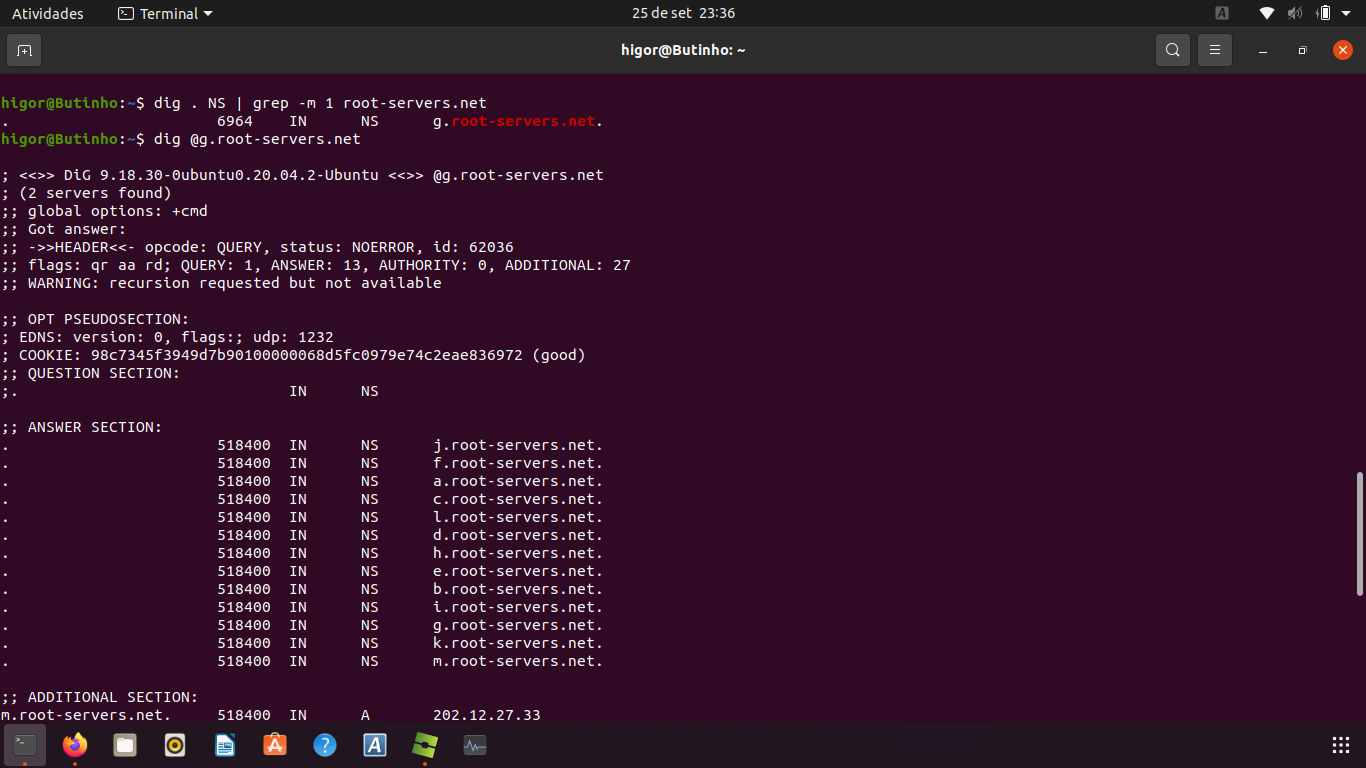 Atividades Terminal 25 de set 23:36 A
higor@Butinho: ~
higor@Butinho:~$ dig . NS | grep -m 1 root-servers.net
. 6964 IN NS g.root-servers.net.
higor@Butinho:~$ dig @g.root-servers.net
; <<>> DiG 9.18.30-0ubuntu0.20.04.2-Ubuntu <<>> @g.root-servers.net
; (2 servers found)
;; global options: +cmd
;; Got answer:
;; ->>HEADER<<- opcode: QUERY, status: NOERROR, id: 62036
;; flags: qr aa rd; QUERY: 1, ANSWER: 13, AUTHORITY: 0, ADDITIONAL: 27
;; WARNING: recursion requested but not available
;; OPT PSEUDOSECTION:
; EDNS: version: 0, flags:; udp: 1232
; COOKIE: 98c7345f3949d7b90100000068d5fc0979e74c2eae836972 (good)
;; QUESTION SECTION:
;. IN NS
;; ANSWER SECTION:
. 518400 IN NS j.root-servers.net.
. 518400 IN NS f.root-servers.net.
. 518400 IN NS a.root-servers.net.
. 518400 IN NS c.root-servers.net.
. 518400 IN NS l.root-servers.net.
. 518400 IN NS d.root-servers.net.
. 518400 IN NS h.root-servers.net.
. 518400 IN NS e.root-servers.net.
. 518400 IN NS b.root-servers.net.
. 518400 IN NS i.root-servers.net.
. 518400 IN NS g.root-servers.net.
. 518400 IN NS k.root-servers.net.
. 518400 IN NS m.root-servers.net.
;; ADDITIONAL SECTION:
m.root-servers.net. 518400 IN A 202.12.27.33